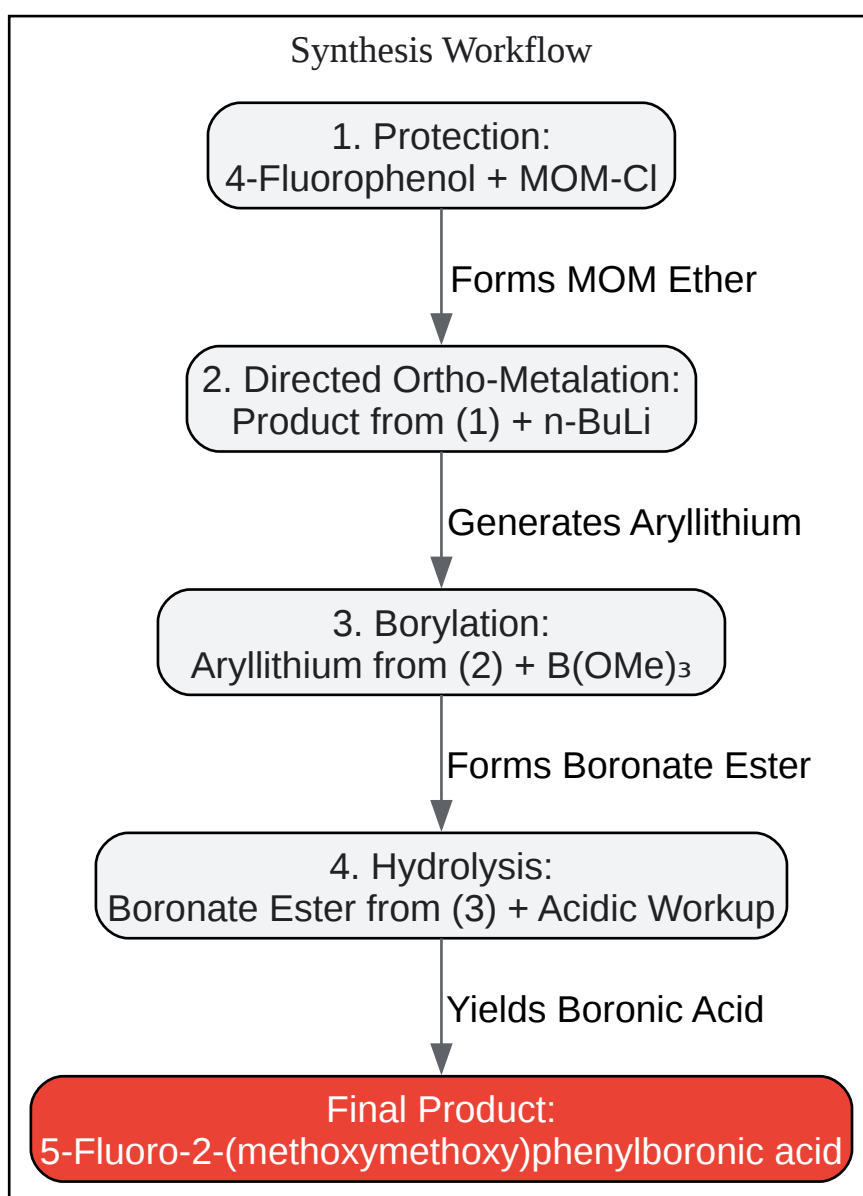 Synthesis Workflow
1. Protection:
4-Fluorophenol + MOM-Cl
Forms MOM Ether
2. Directed Ortho-Metalation:
Product from (1) + n-BuLi
Generates Aryllithium
3. Borylation:
Aryllithium from (2) + B(OMe)₃
Forms Boronate Ester
4. Hydrolysis:
Boronate Ester from (3) + Acidic Workup
Yields Boronic Acid
Final Product:
5-Fluoro-2-(methoxymethoxy)phenylboronic acid